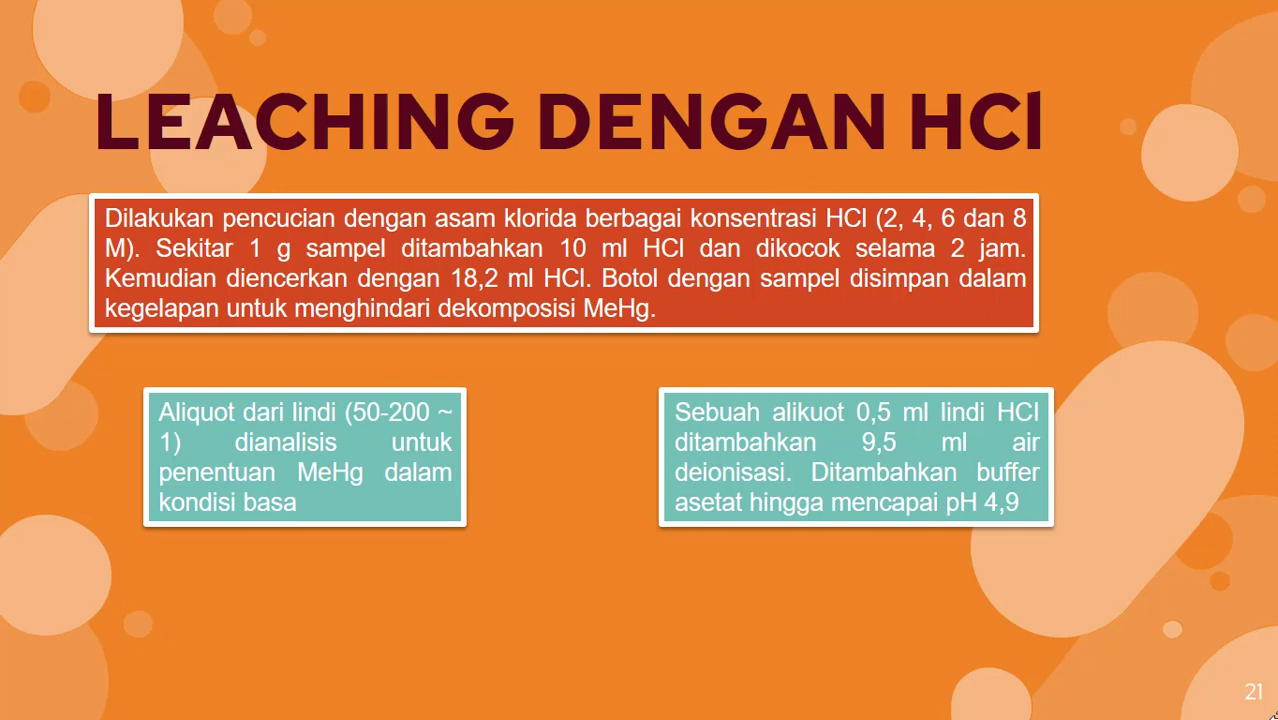 LEACHING DENGAN HCl
Dilakukan pencucian dengan asam klorida berbagai konsentrasi HCl (2, 4, 6 dan 8
M). Sekitar 1 g sampel ditambahkan 10 ml HCl dan dikocok selama 2 jam.
Kemudian diencerkan dengan 18,2 ml HCl. Botol dengan sampel disimpan dalam
kegelapan untuk menghindari dekomposisi MeHg.
Aliquot dari lindi (50-200 ~
1) dianalisis untuk
penentuan MeHg dalam
kondisi basa
Sebuah alikuot 0,5 ml lindi HCl
ditambahkan 9,5 ml air
deionisasi. Ditambahkan buffer
asetat hingga mencapai pH 4,9
21